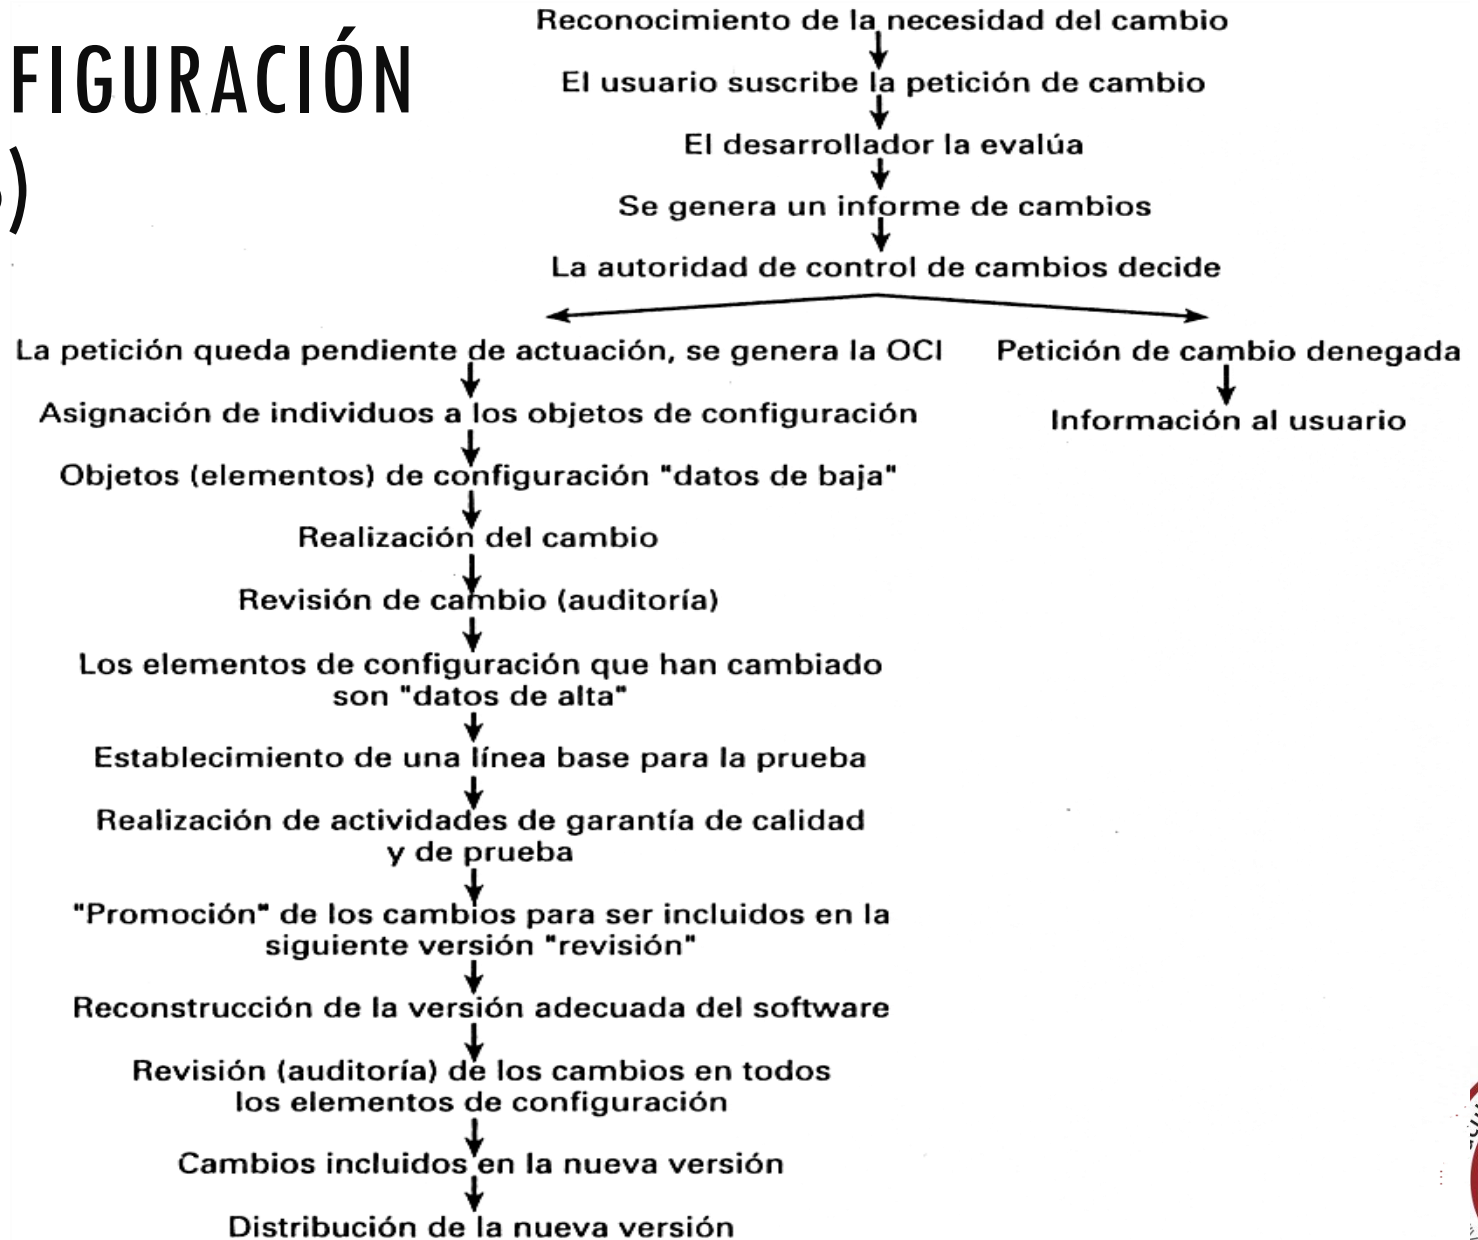 FIGURACIÓN
)
Reconocimiento de la necesidad del cambio
El usuario suscribe la petición de cambio
El desarrollador la evalúa
Se genera un informe de cambios
La autoridad de control de cambios decide
La petición queda pendiente de actuación, se genera la OCI
Petición de cambio denegada
Asignación de individuos a los objetos de configuración
Información al usuario
Objetos (elementos) de configuración "datos de baja"
Realización del cambio
Revisión de cambio (auditoría)
Los elementos de configuración que han cambiado
son "datos de alta"
Establecimiento de una línea base para la prueba
Realización de actividades de garantía de calidad
y de prueba
"Promoción" de los cambios para ser incluidos en la
siguiente versión "revisión"
Reconstrucción de la versión adecuada del software
Revisión (auditoría) de los cambios en todos
los elementos de configuración
Cambios incluidos en la nueva versión
Distribución de la nueva versión